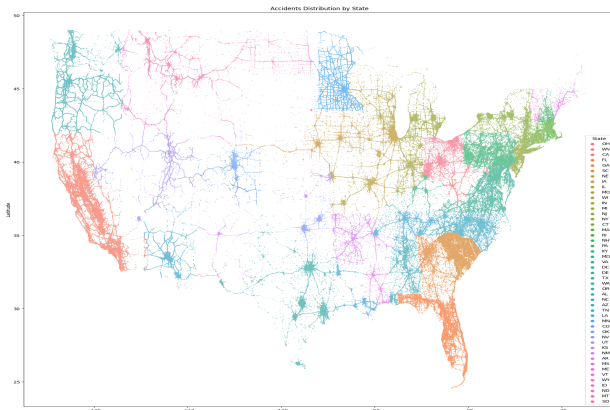 Accidents Distribution by State
50
45
40
35
30
25
Latitude
State
OH
WV
CA
FL
GA
SC
NE
IA
IL
MO
WI
IN
MI
NJ
NY
CT
MA
RI
NH
PA
KY
MD
VA
DC
DE
TX
WA
OR
AL
NC
AZ
TN
LA
MN
CO
OK
NV
UT
KS
NM
AR
MS
ME
VT
WY
ID
ND
MT
SD